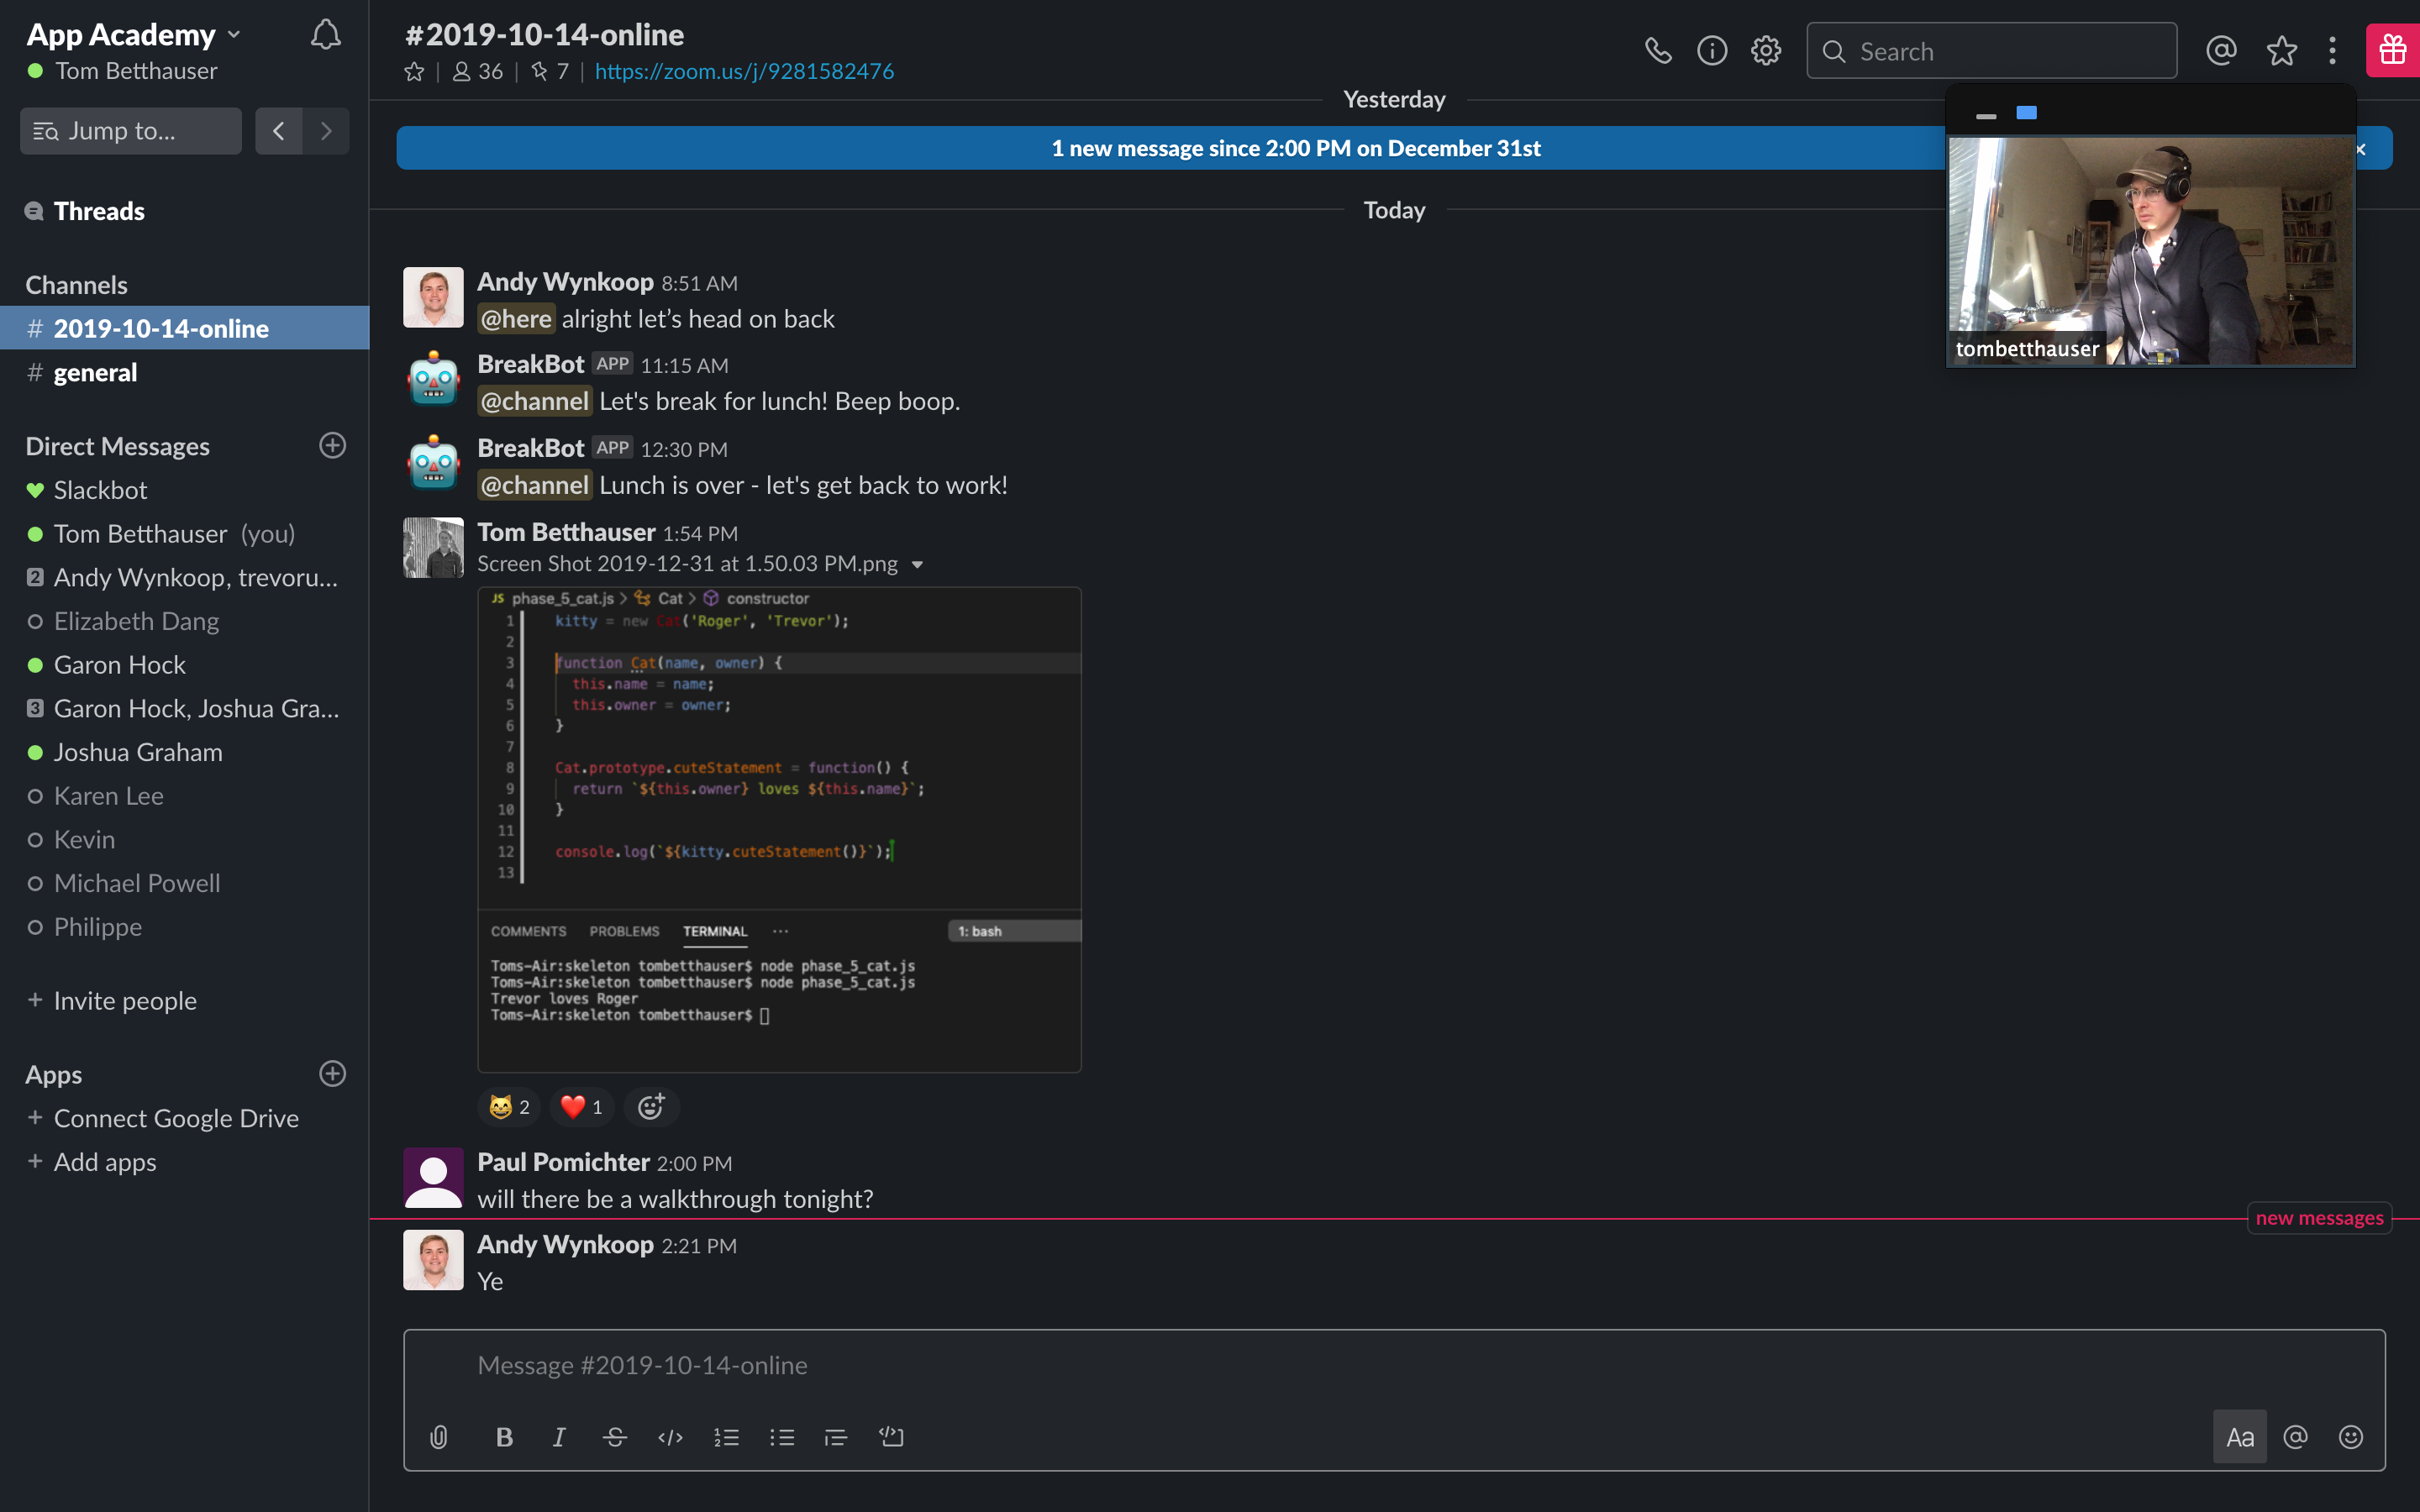 App Academy
Tom Betthauser
Jump to...
Threads
Channels
# 2019-10-14-online
# general
Direct Messages
Slackbot
Tom Betthauser (you)
2 Andy Wynkoop, trevoru...
Elizabeth Dang
Garon Hock
3 Garon Hock, Joshua Gra...
Joshua Graham
Karen Lee
Kevin
Michael Powell
Philippe
+ Invite people
Apps
+ Connect Google Drive
+ Add apps
#2019-10-14-online
36 | 7 | https://zoom.us/j/9281582476
Search
Yesterday
1 new message since 2:00 PM on December 31st
Today
tombetthauser
Andy Wynkoop 8:51 AM
@here alright let’s head on back
BreakBot APP 11:15 AM
@channel Let's break for lunch! Beep boop.
BreakBot APP 12:30 PM
@channel Lunch is over - let's get back to work!
Tom Betthauser 1:54 PM
Screen Shot 2019-12-31 at 1.50.03 PM.png
JS phase_5_cat.js > Cat > constructor
1 kitty = new Cat('Roger', 'Trevor');
2
3 function Cat(name, owner) {
4 this.name = name;
5 this.owner = owner;
6 }
7
8 Cat.prototype.cuteStatement = function() {
9 return `${this.owner} loves ${this.name}`;
10 }
11
12 console.log(`${kitty.cuteStatement()}`);
13
COMMENTS PROBLEMS TERMINAL ... 1: bash
Toms-Air:skeleton tombetthauser$ node phase_5_cat.js
Toms-Air:skeleton tombetthauser$ node phase_5_cat.js
Trevor loves Roger
Toms-Air:skeleton tombetthauser$
2 1
Paul Pomichter 2:00 PM
will there be a walkthrough tonight?
new messages
Andy Wynkoop 2:21 PM
Ye
Message #2019-10-14-online
B I S </> Aa @